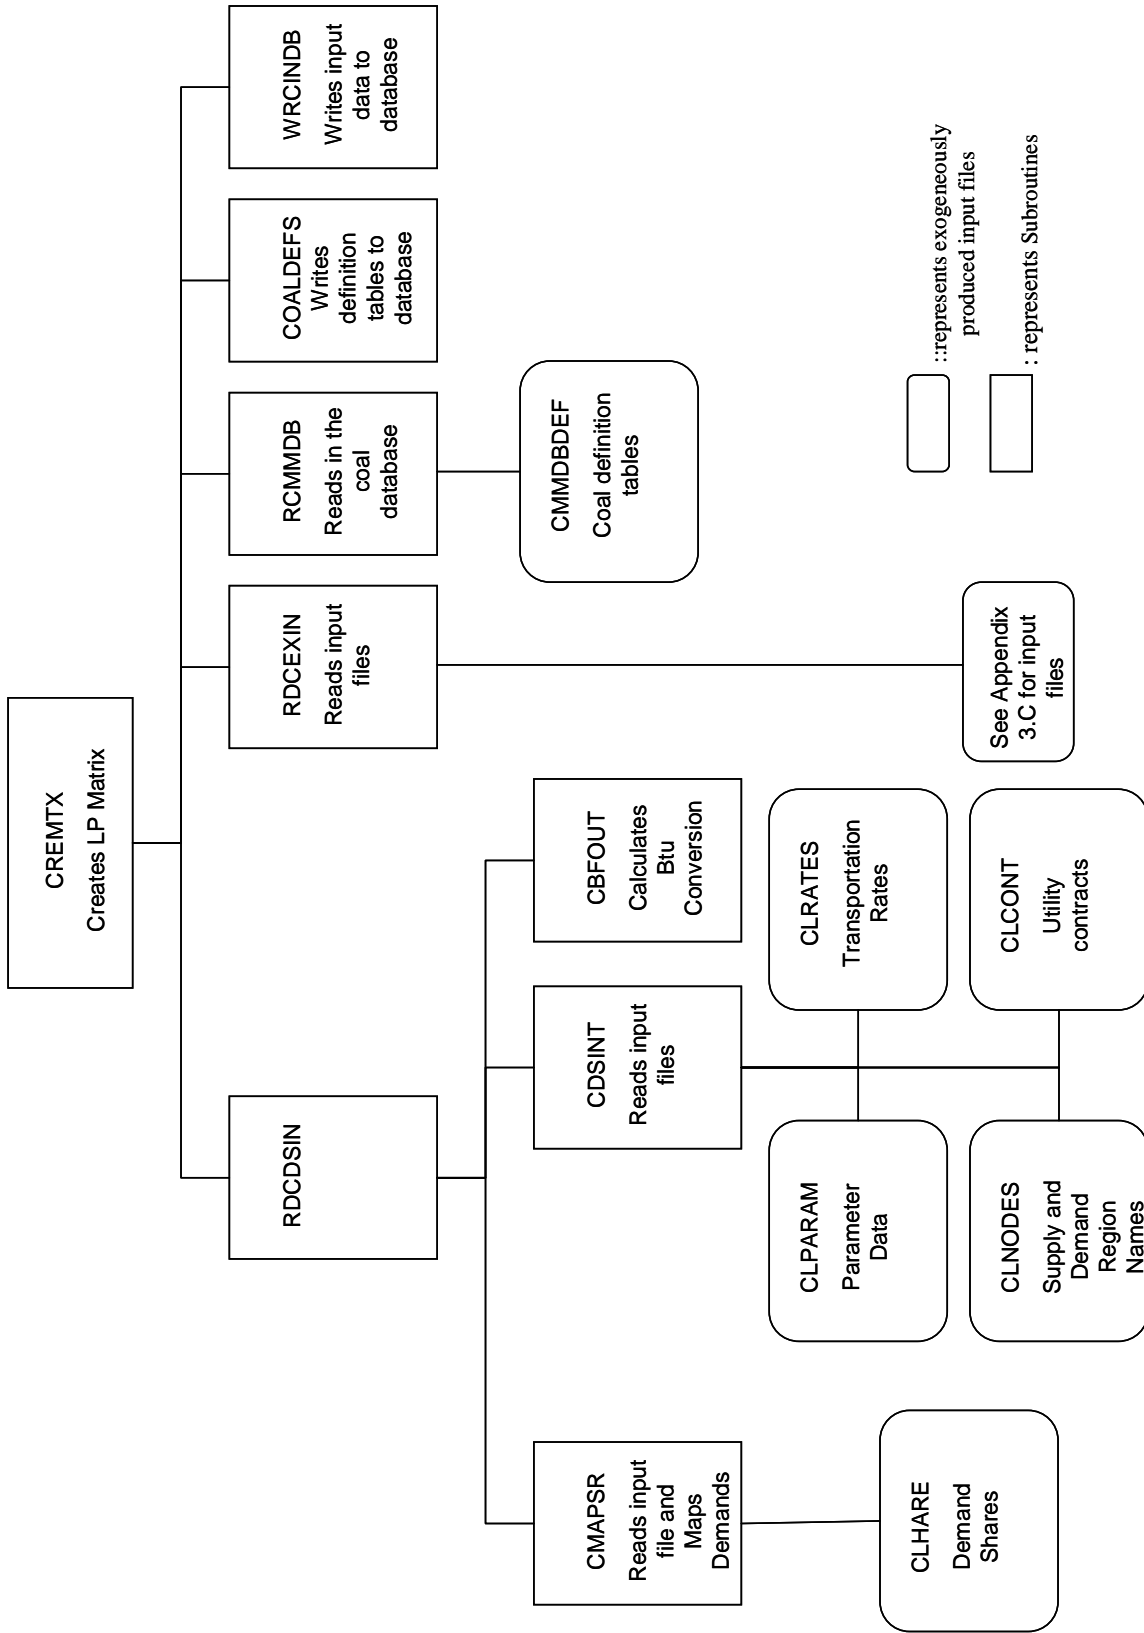 CREMTX
Creates LP Matrix
RDCDSIN
RDCEXIN
Reads input
files
RCMMDB
Reads in the
coal
database
COALDEFS
Writes
definition
tables to
database
WRCINDB
Writes input
data to
database
CMAPSR
Reads input
file and
Maps
Demands
CDSINT
Reads input
files
CBFOUT
Calculates
Btu
Conversion
CMMDBDEF
Coal definition
tables
CLHARE
Demand
Shares
CLPARAM
Parameter
Data
CLRATES
Transportation
Rates
CLNODES
Supply and
Demand
Region
Names
CLCONT
Utility
contracts
See Appendix
3.C for input
files
::represents exogeneously
produced input files
: represents Subroutines